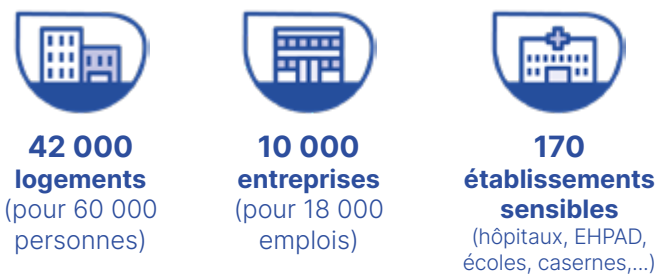 42 000
logements
(pour 60 000
personnes)
10 000
entreprises
(pour 18 000
emplois)
170
établissements
sensibles
(hôpitaux, EHPAD,
écoles, casernes,...)